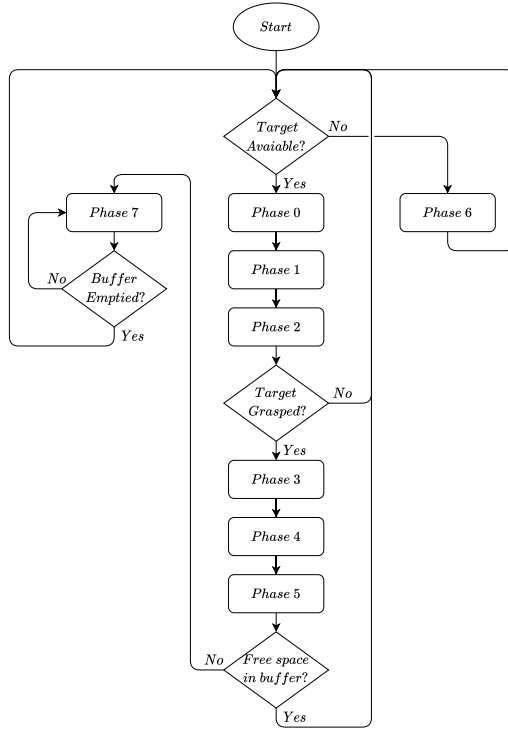 Start
Target
Avaiable?
No
Yes
Phase 7
Phase 0
Phase 6
Phase 1
No
Buffer
Emptied?
Yes
Phase 2
Target
Grasped?
No
Yes
Phase 3
Phase 4
Phase 5
No
Free space
in buffer?
Yes